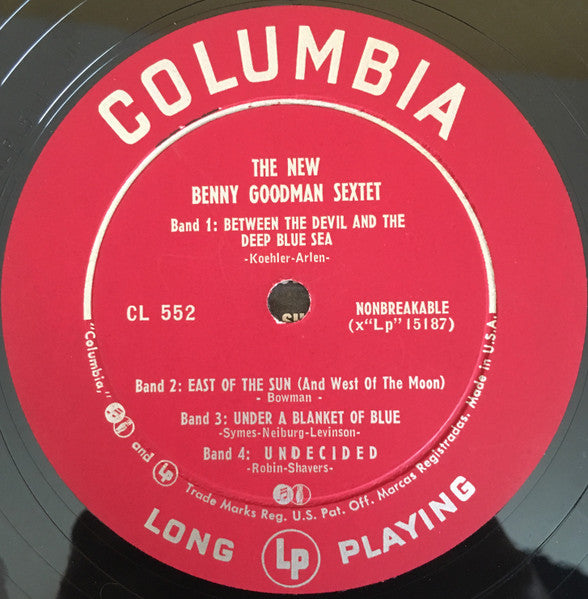 COLUMBIA
THE NEW
BENNY GOODMAN SEXTET
Band 1: BETWEEN THE DEVIL AND THE
DEEP BLUE SEA
-Koehler-Arlen-
CL 552
NONBREAKABLE
(x"Lp" 15187)
Band 2: EAST OF THE SUN (And West Of The Moon)
- Bowman -
Band 3: UNDER A BLANKET OF BLUE
-Symes-Neiburg-Levinson-
Band 4: UNDECIDED
-Robin-Shavers-
"Columbia," and LP Trade Marks Reg. U.S. Pat. Off. Marcas Registradas. Made in U.S.A.
LONG LP PLAYING